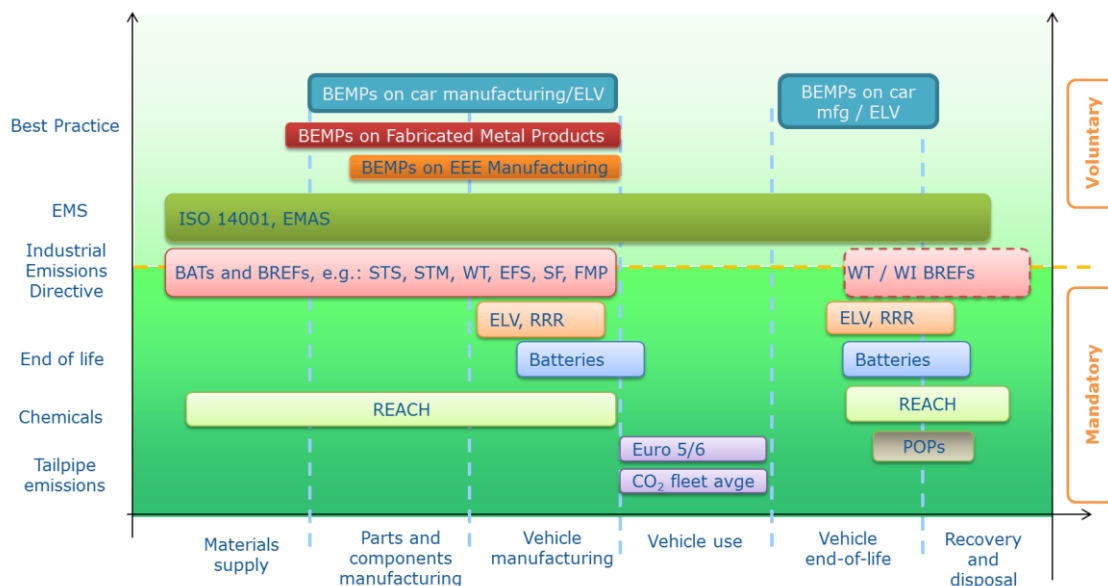 BEMPs on car manufacturing/ELV
BEMPs on car
mfg / ELV
Voluntary
Best Practice
BEMPs on Fabricated Metal Products
BEMPs on EEE Manufacturing
EMS
ISO 14001, EMAS
Industrial
Emissions
Directive
BATs and BREFs, e.g.: STS, STM, WT, EFS, SF, FMP
WT / WI BREFs
ELV, RRR
ELV, RRR
End of life
Batteries
Batteries
Mandatory
Chemicals
REACH
REACH
Tailpipe
emissions
Euro 5/6
POPs
CO₂ fleet avge
Materials
supply
Parts and
components
manufacturing
Vehicle
manufacturing
Vehicle use
Vehicle
end-of-life
Recovery
and
disposal